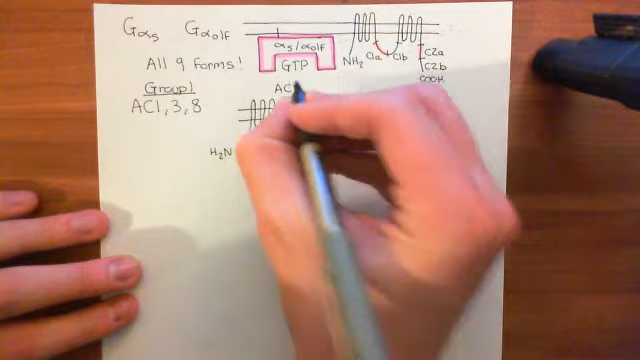 Gαs Gαolf
αs/αolf
GTP
All 9 forms!
NH₂ C1a C1b C2a
C2b
COOH
Group1
AC1, 3, 8
AC
H₂N